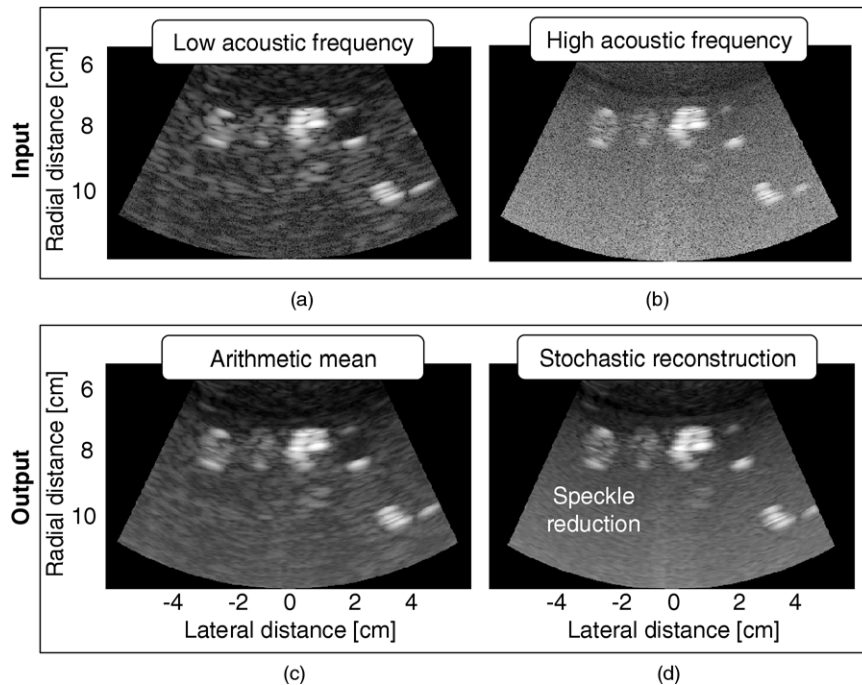 Low acoustic frequency
High acoustic frequency
Input
Radial distance [cm]
6
8
10
(a)
(b)
Arithmetic mean
Stochastic reconstruction
Output
Radial distance [cm]
6
8
10
Speckle
reduction
-4 -2 0 2 4
-4 -2 0 2 4
Lateral distance [cm]
Lateral distance [cm]
(c)
(d)